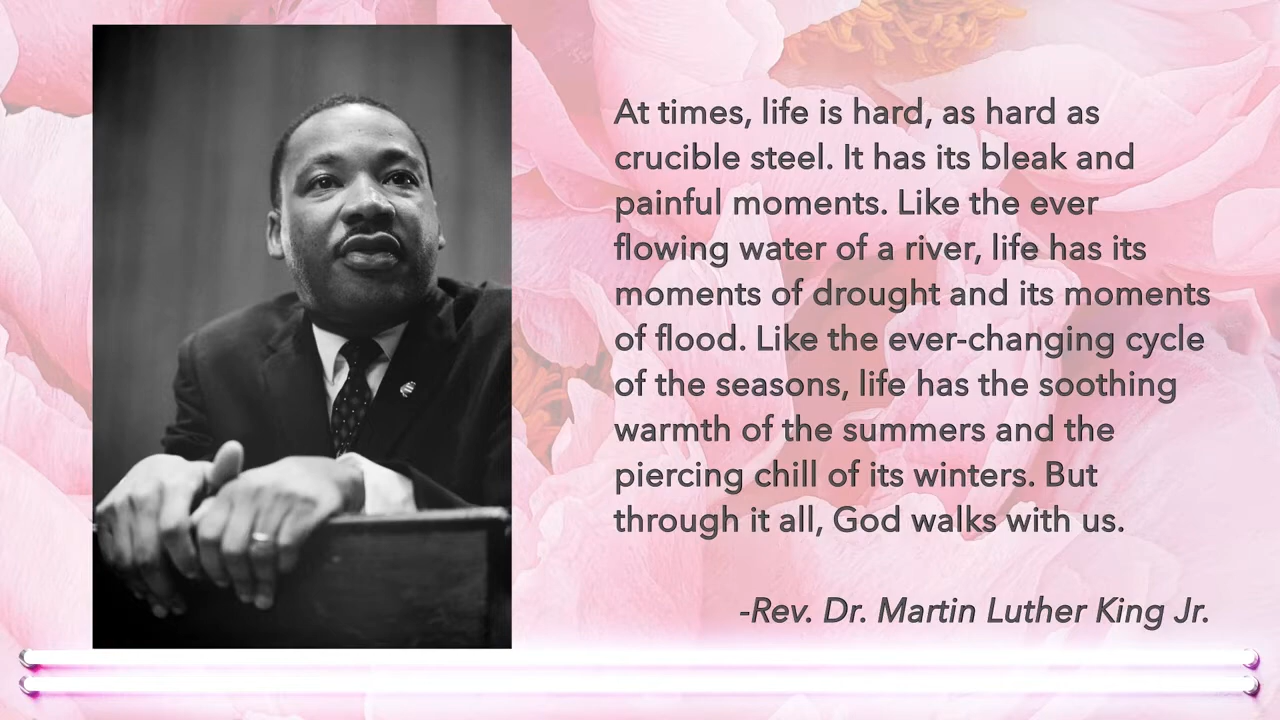 At times, life is hard, as hard as
crucible steel. It has its bleak and
painful moments. Like the ever
flowing water of a river, life has its
moments of drought and its moments
of flood. Like the ever-changing cycle
of the seasons, life has the soothing
warmth of the summers and the
piercing chill of its winters. But
through it all, God walks with us.
-Rev. Dr. Martin Luther King Jr.